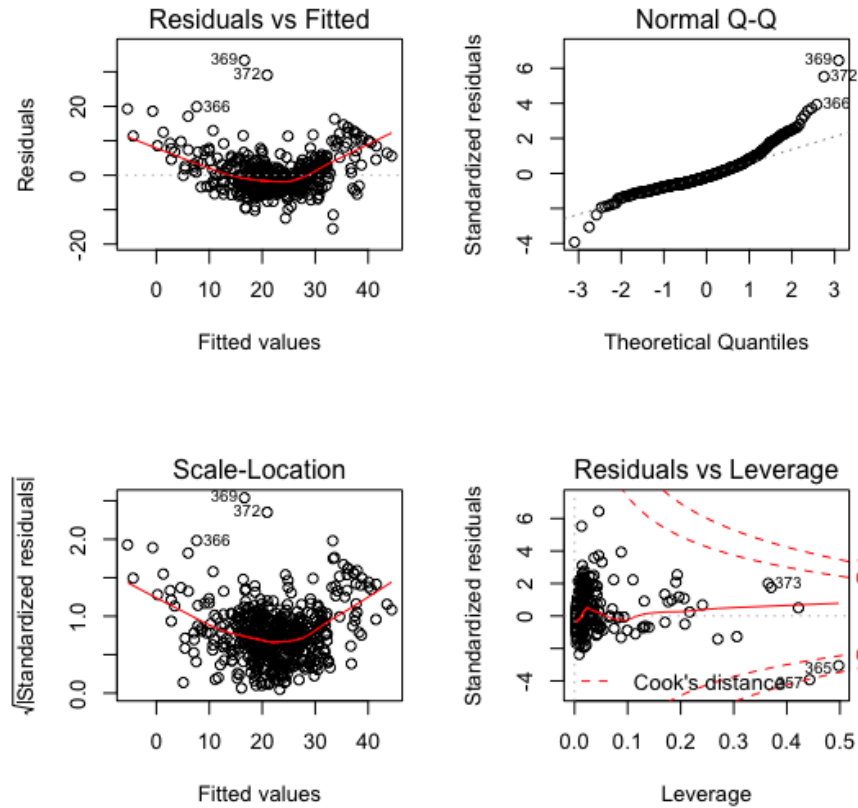 Residuals vs Fitted
Residuals
20
0
-20
369
372
366
0 10 20 30 40
Fitted values
Normal Q-Q
Standardized residuals
6
4
2
0
-2
-4
369
372
366
-3 -2 -1 0 1 2 3
Theoretical Quantiles
Scale-Location
√|Standardized residuals|
2.0
1.0
0.0
369
372
366
0 10 20 30 40
Fitted values
Residuals vs Leverage
Standardized residuals
6
4
2
0
-4
373
365
Cook's distance
0.0 0.1 0.2 0.3 0.4 0.5
Leverage